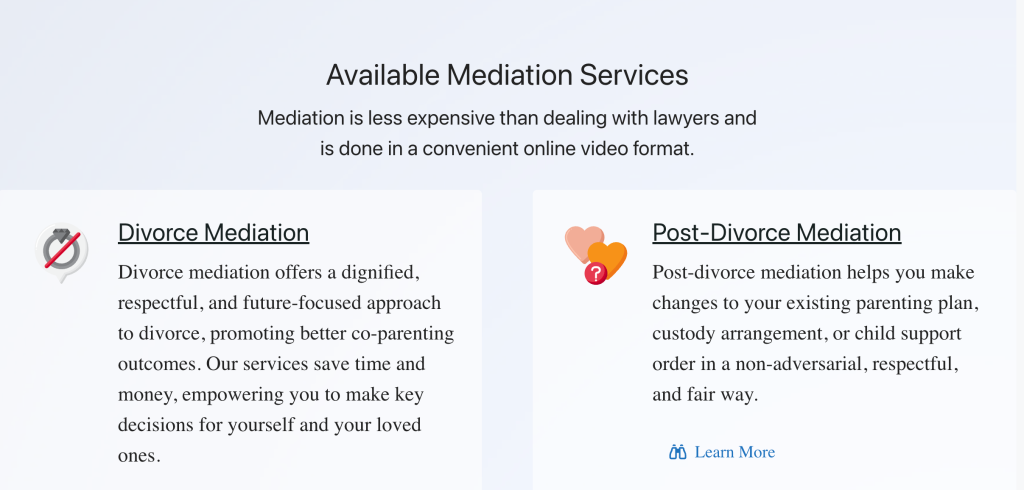 Available Mediation Services
Mediation is less expensive than dealing with lawyers and
is done in a convenient online video format.
Divorce Mediation
Divorce mediation offers a dignified,
respectful, and future-focused approach
to divorce, promoting better co-parenting
outcomes. Our services save time and
money, empowering you to make key
decisions for yourself and your loved
ones.
Post-Divorce Mediation
?
Post-divorce mediation helps you make
changes to your existing parenting plan,
custody arrangement, or child support
order in a non-adversarial, respectful,
and fair way.
Learn More